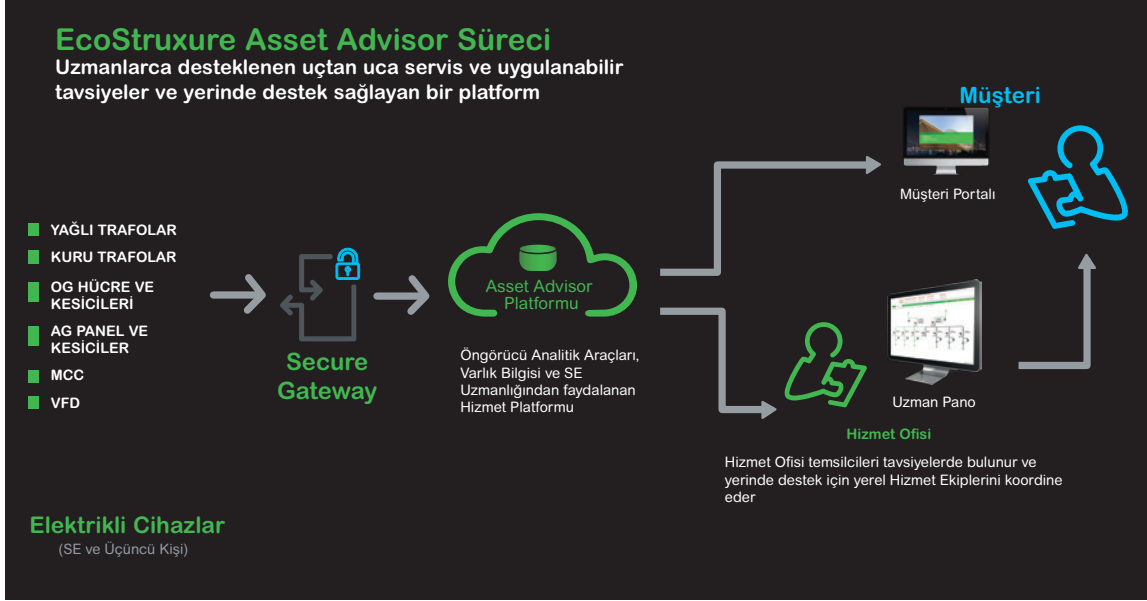 EcoStruxure Asset Advisor Süreci
Uzmanlarca desteklenen uçtan uca servis ve uygulanabilir
tavsiyeler ve yerinde destek sağlayan bir platform
Müşteri
Müşteri Portalı
YAĞLI TRAFOLAR
KURU TRAFOLAR
OG HÜCRE VE
KESİCİLERİ
AG PANEL VE
KESİCİLER
MCC
VFD
Secure
Gateway
Asset Advisor
Platformu
Öngörücü Analitik Araçları,
Varlık Bilgisi ve SE
Uzmanlığından faydalanan
Hizmet Platformu
Uzman Pano
Hizmet Ofisi
Hizmet Ofisi temsilcileri tavsiyelerde bulunur ve
yerinde destek için yerel Hizmet Ekiplerini koordine
eder
Elektrikli Cihazlar
(SE ve Üçüncü Kişi)